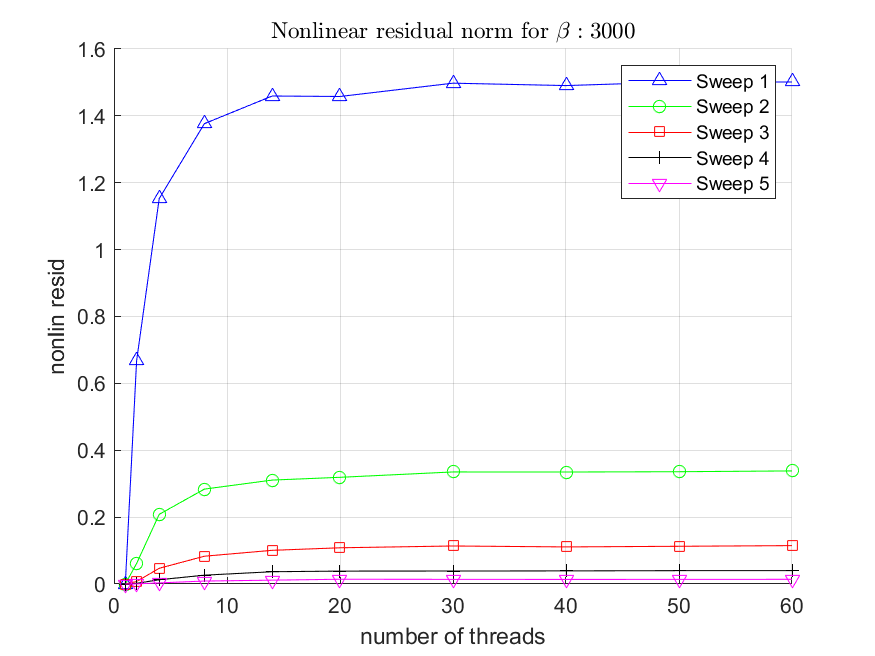 Nonlinear residual norm for β : 3000
1.6
1.4
1.2
1
0.8
0.6
0.4
0.2
0
nonlin resid
Sweep 1
Sweep 2
Sweep 3
Sweep 4
Sweep 5
0 10 20 30 40 50 60
number of threads